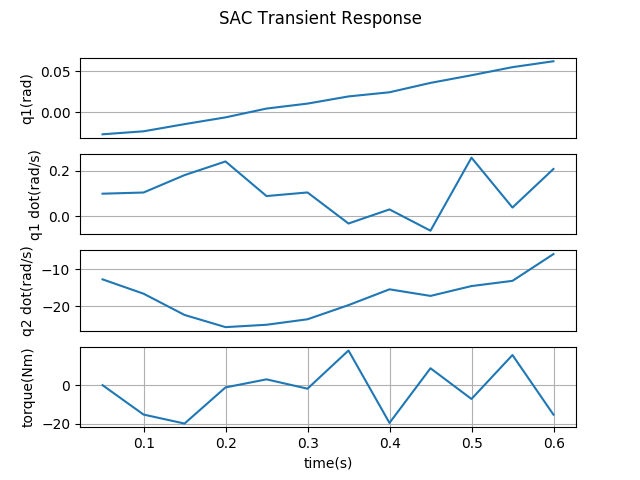 SAC Transient Response
q1(rad)
0.05
0.00
q1 dot(rad/s)
0.2
0.0
q2 dot(rad/s)
−10
−20
torque(Nm)
0
−20
0.1 0.2 0.3 0.4 0.5 0.6
time(s)